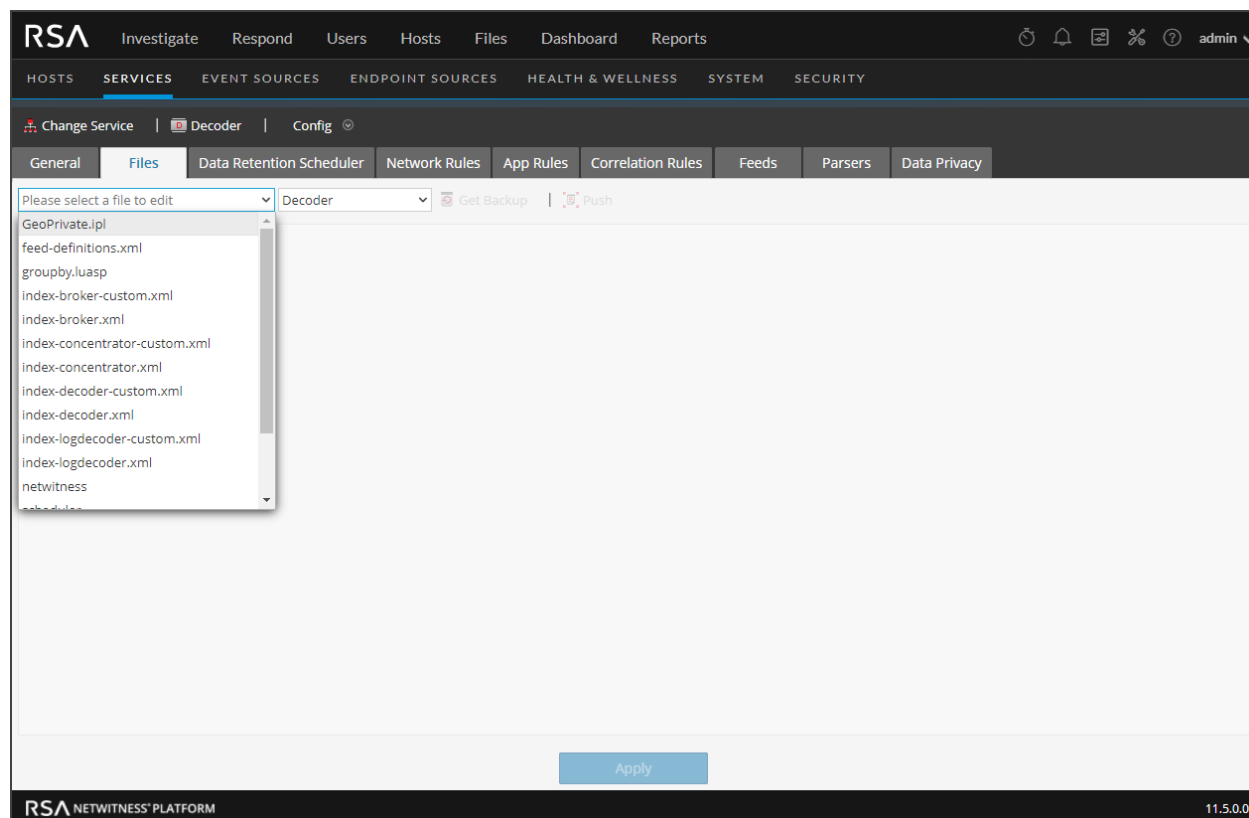 RSA Investigate Respond Users Hosts Files Dashboard Reports admin
HOSTS SERVICES EVENT SOURCES ENDPOINT SOURCES HEALTH & WELLNESS SYSTEM SECURITY
Change Service | D Decoder | Config
General Files Data Retention Scheduler Network Rules App Rules Correlation Rules Feeds Parsers Data Privacy
Please select a file to edit Decoder Get Backup | Push
GeoPrivate.ipl
feed-definitions.xml
groupby.luasp
index-broker-custom.xml
index-broker.xml
index-concentrator-custom.xml
index-concentrator.xml
index-decoder-custom.xml
index-decoder.xml
index-logdecoder-custom.xml
index-logdecoder.xml
netwitness
Apply
RSA NETWITNESS® PLATFORM 11.5.0.0